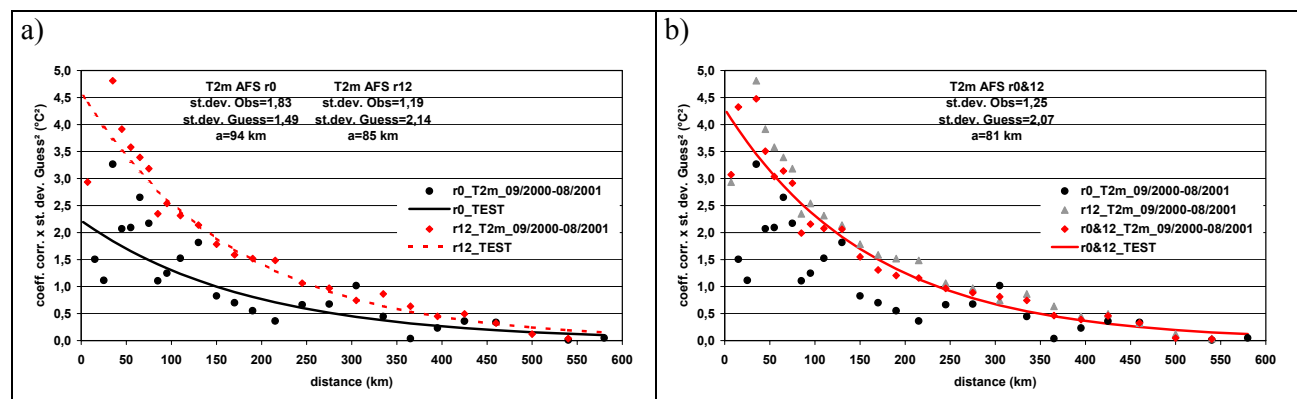 a)
T2m AFS r0
st.dev. Obs=1,83
st.dev. Guess=1,49
a=94 km
T2m AFS r12
st.dev. Obs=1,19
st.dev. Guess=2,14
a=85 km
coeff. corr. x st. dev. Guess² (°C²)
5,0
4,5
4,0
3,5
3,0
2,5
2,0
1,5
1,0
0,5
0,0
r0_T2m_09/2000-08/2001
r0_TEST
r12_T2m_09/2000-08/2001
r12_TEST
0 50 100 150 200 250 300 350 400 450 500 550 600
distance (km)
b)
T2m AFS r0&12
st.dev. Obs=1,25
st.dev. Guess=2,07
a=81 km
coeff. corr. x st. dev. Guess² (°C²)
5,0
4,5
4,0
3,5
3,0
2,5
2,0
1,5
1,0
0,5
0,0
r0_T2m_09/2000-08/2001
r12_T2m_09/2000-08/2001
r0&12_T2m_09/2000-08/2001
r0&12_TEST
0 50 100 150 200 250 300 350 400 450 500 550 600
distance (km)